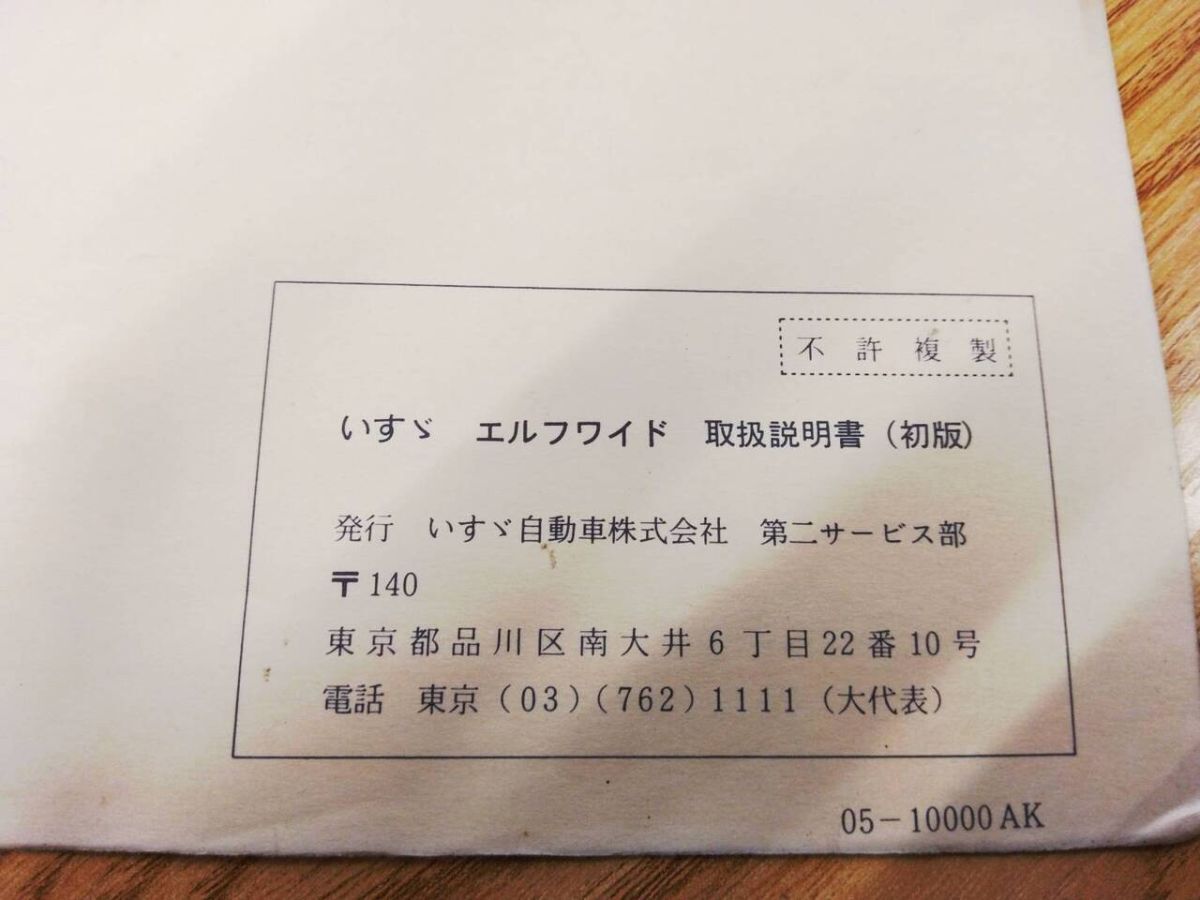 不許複製
いすゞ エルフワイド 取扱説明書（初版）
発行 いすゞ自動車株式会社 第二サービス部
〒140
東京都品川区南大井6丁目22番10号
電話 東京（03）（762）1111（大代表）
05－10000AK